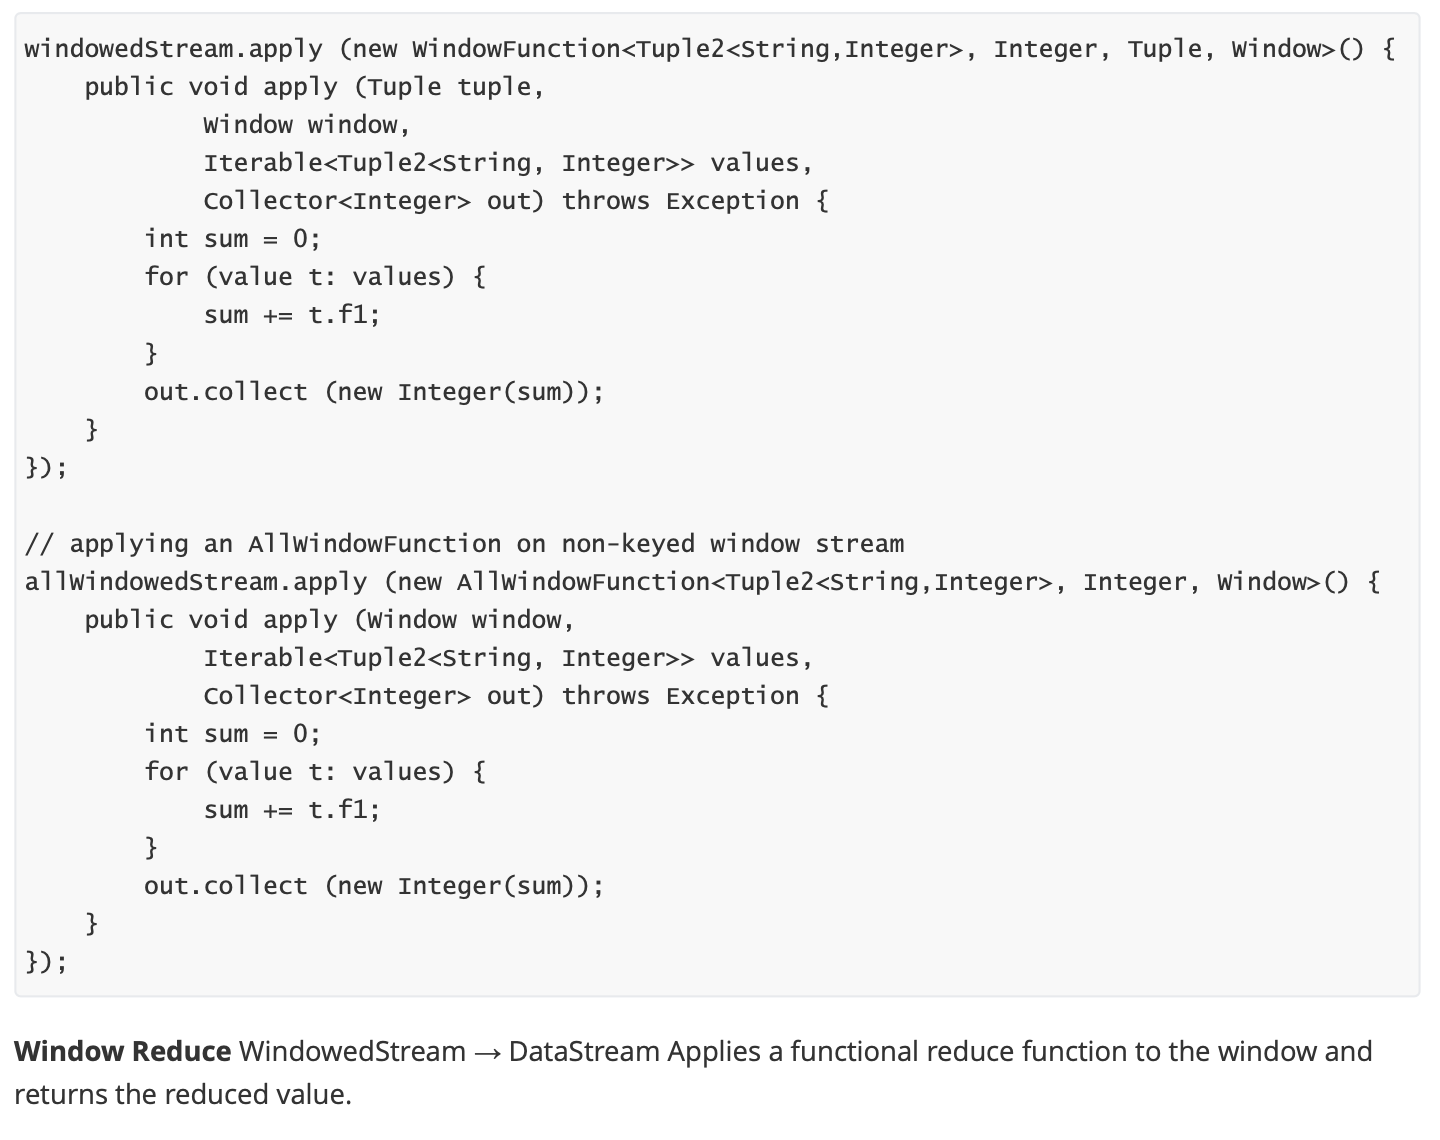 windowedStream.apply (new WindowFunction<Tuple2<String,Integer>, Integer, Tuple, Window>() {
    public void apply (Tuple tuple,
            Window window,
            Iterable<Tuple2<String, Integer>> values,
            Collector<Integer> out) throws Exception {
        int sum = 0;
        for (value t: values) {
            sum += t.f1;
        }
        out.collect (new Integer(sum));
    }
});

// applying an AllWindowFunction on non-keyed window stream
allWindowedStream.apply (new AllWindowFunction<Tuple2<String,Integer>, Integer, Window>() {
    public void apply (Window window,
            Iterable<Tuple2<String, Integer>> values,
            Collector<Integer> out) throws Exception {
        int sum = 0;
        for (value t: values) {
            sum += t.f1;
        }
        out.collect (new Integer(sum));
    }
});
Window Reduce WindowedStream → DataStream Applies a functional reduce function to the window and
returns the reduced value.